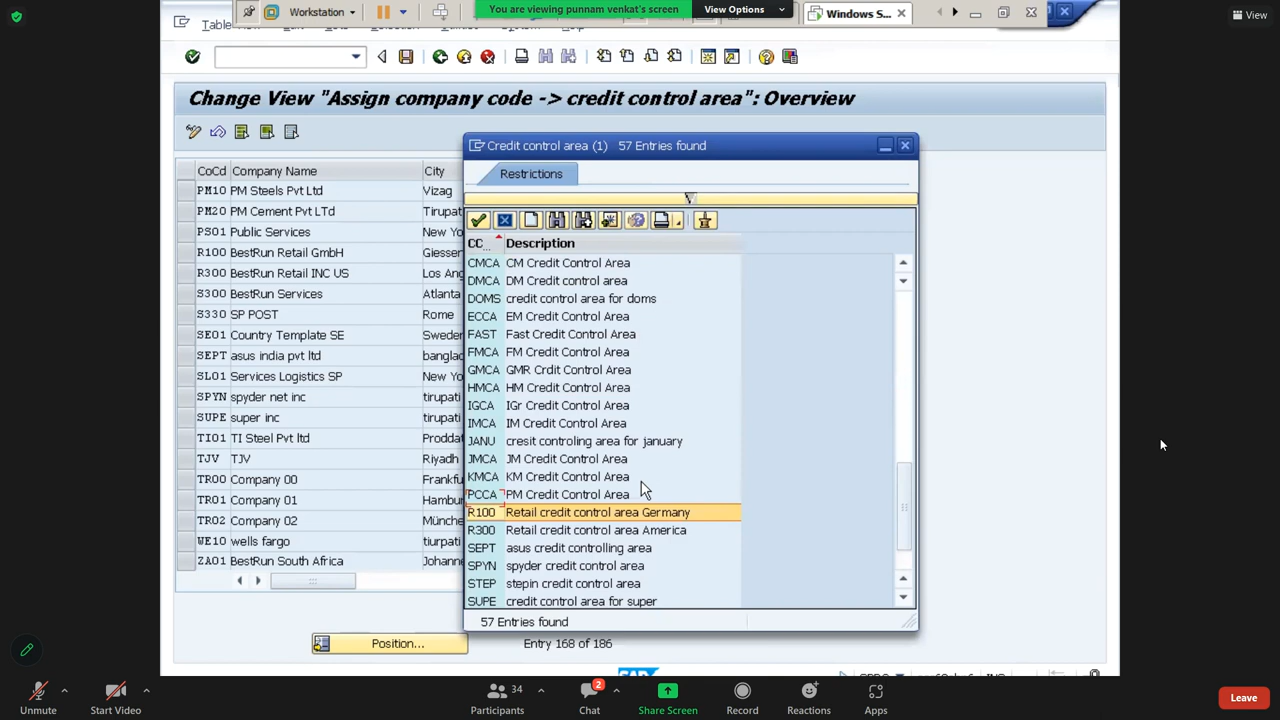 Workstation
You are viewing punnam venkat's screen
View Options
Windows S...
View
Table
Change View "Assign company code -> credit control area": Overview
CoCd Company Name City
PM10 PM Steels Pvt Ltd Vizag
PM20 PM Cement Pvt LTd Tirupat
PS01 Public Services New Yo
R100 BestRun Retail GmbH Giesser
R300 BestRun Retail INC US Los Ang
S300 BestRun Services Atlanta
S330 SP POST Rome
SE01 Country Template SE Sweden
SEPT asus india pvt ltd banglac
SL01 Services Logistics SP New Yo
SPYN spyder net inc tirupati
SUPE super inc tirupati
TI01 TI Steel Pvt ltd Proddat
TJV TJV Riyadh
TR00 Company 00 Frankfu
TR01 Company 01 Hambur
TR02 Company 02 Münche
WE10 wells fargo tiurpati
ZA01 BestRun South Africa Johanne
Position...
Entry 168 of 186
Credit control area (1) 57 Entries found
Restrictions
CC... Description
CMCA CM Credit Control Area
DMCA DM Credit control area
DOMS credit control area for doms
ECCA EM Credit Control Area
FAST Fast Credit Control Area
FMCA FM Credit Control Area
GMCA GMR Crdit Control Area
HMCA HM Credit Control Area
IGCA IGr Credit Control Area
IMCA IM Credit Control Area
JANU cresit controling area for january
JMCA JM Credit Control Area
KMCA KM Credit Control Area
PCCA PM Credit Control Area
R100 Retail credit control area Germany
R300 Retail credit control area America
SEPT asus credit controlling area
SPYN spyder credit control area
STEP stepin credit control area
SUPE credit control area for super
57 Entries found
SAP
Unmute
Start Video
34
Participants
2
Chat
Share Screen
Record
Reactions
Apps
Leave